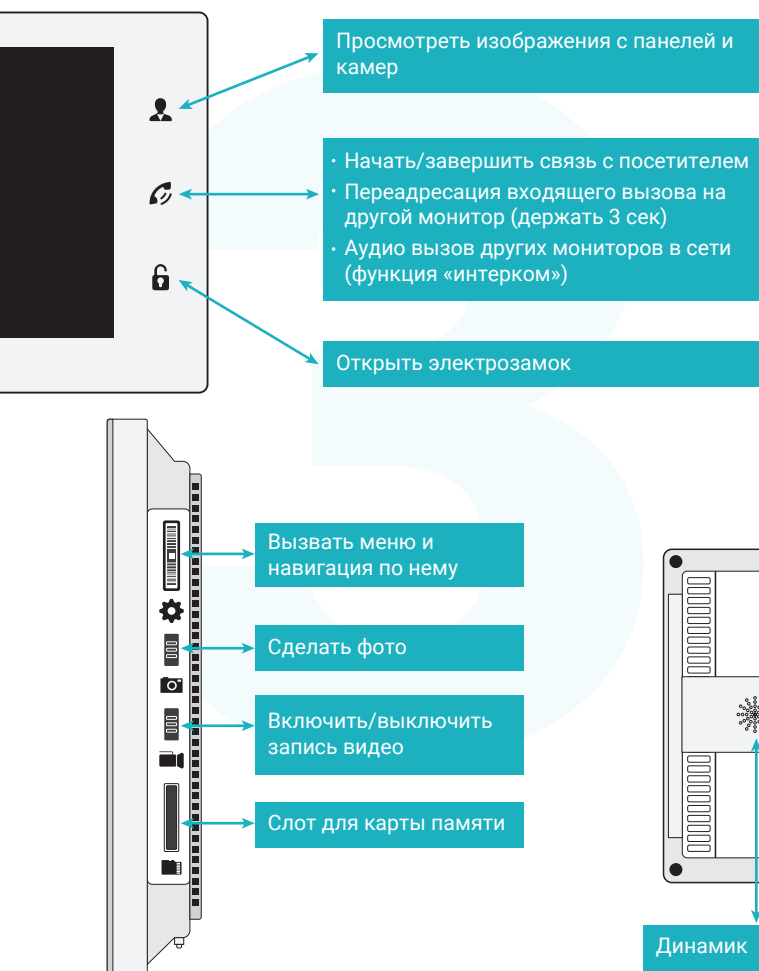 Просмотреть изображения с панелей и
камер
· Начать/завершить связь с посетителем
· Переадресация входящего вызова на
другой монитор (держать 3 сек)
· Аудио вызов других мониторов в сети
(функция «интерком»)
Открыть электрозамок
Вызвать меню и
навигация по нему
Сделать фото
Включить/выключить
запись видео
Слот для карты памяти
Динамик
3